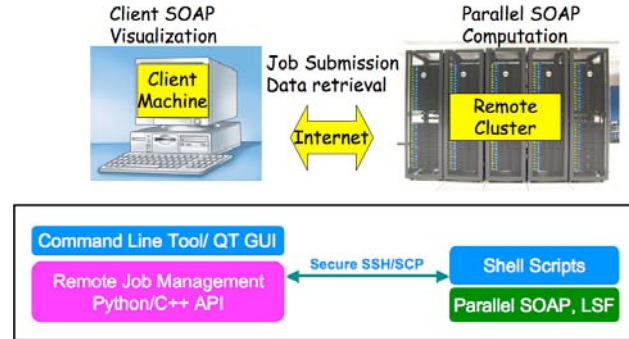 Client SOAP
Visualization
Parallel SOAP
Computation
Job Submission
Data retrieval
Client
Machine
Internet
Remote
Cluster
Command Line Tool/ QT GUI
Remote Job Management
Python/C++ API
Secure SSH/SCP
Shell Scripts
Parallel SOAP, LSF